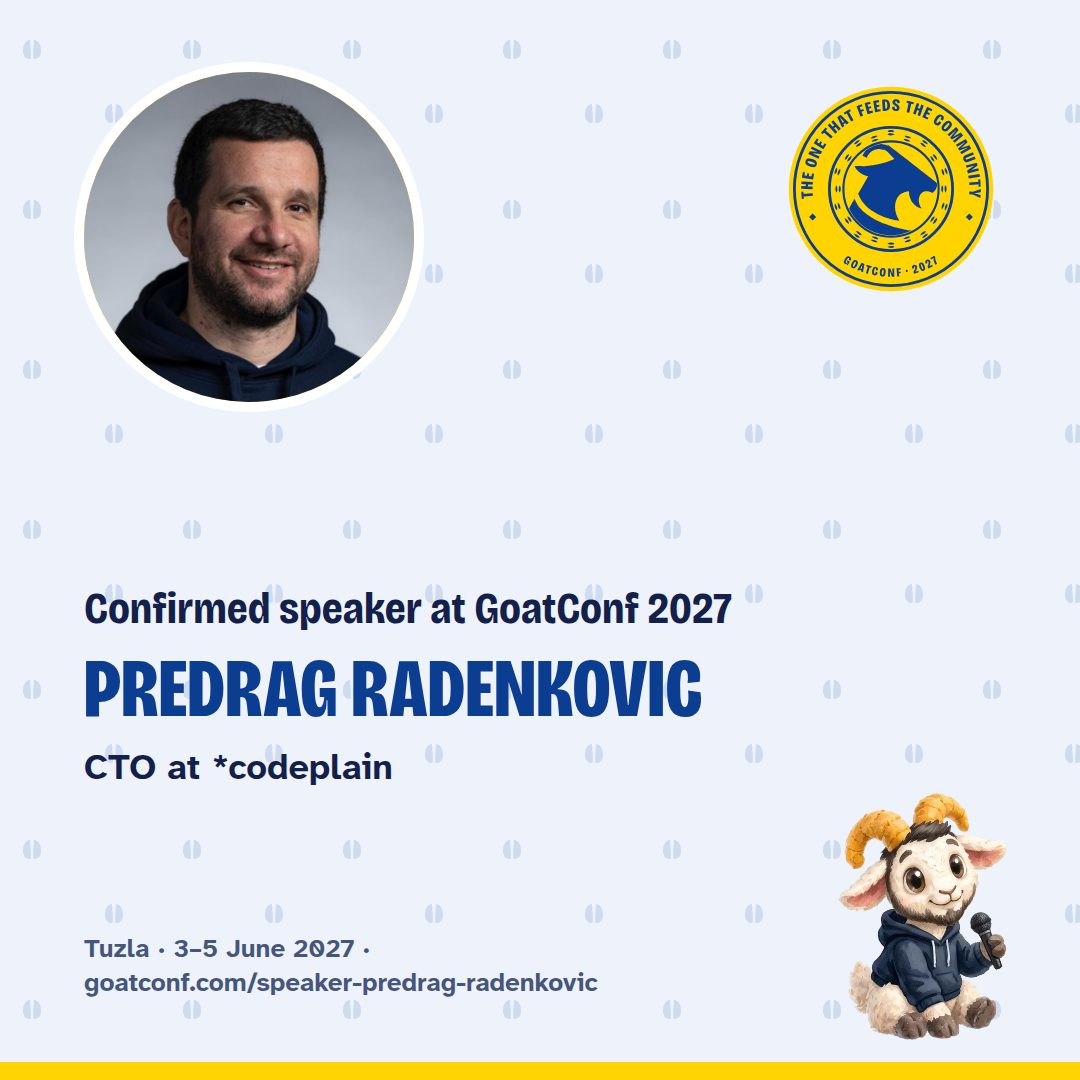 THE ONE THAT FEEDS THE COMMUNITY
GOATCONF · 2027
Confirmed speaker at GoatConf 2027
PREDRAG RADENKOVIC
CTO at *codeplain
Tuzla · 3–5 June 2027 ·
goatconf.com/speaker-predrag-radenkovic